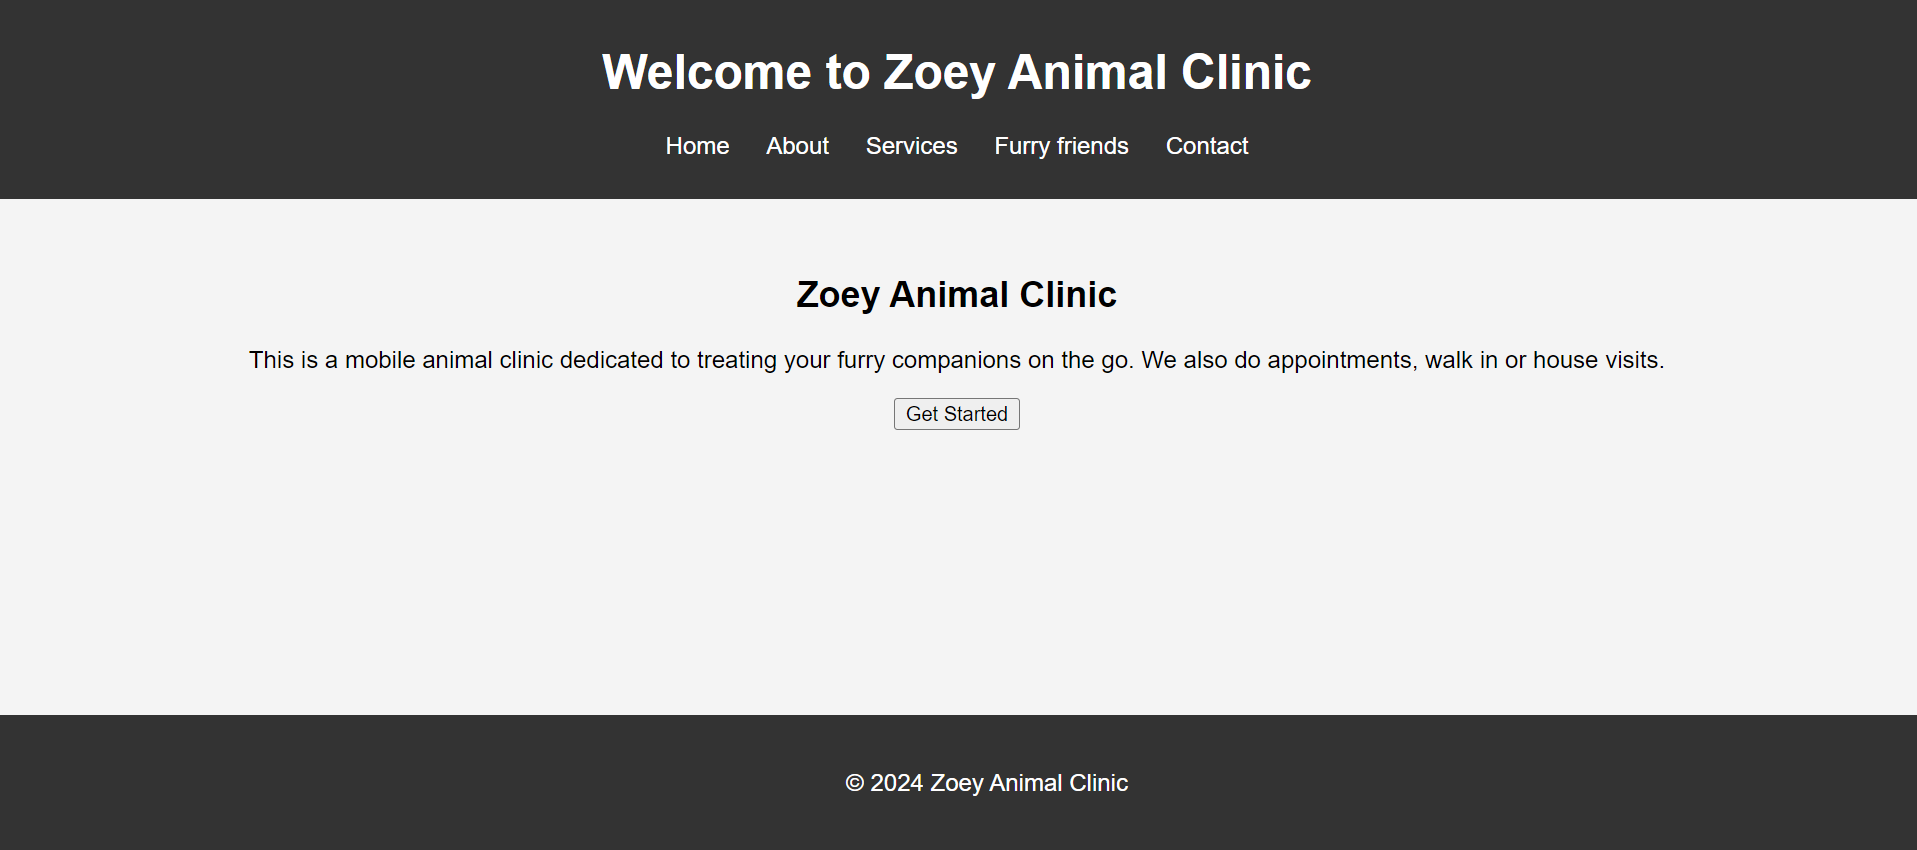 Welcome to Zoey Animal Clinic
Home About Services Furry friends Contact
Zoey Animal Clinic
This is a mobile animal clinic dedicated to treating your furry companions on the go. We also do appointments, walk in or house visits.
Get Started
© 2024 Zoey Animal Clinic